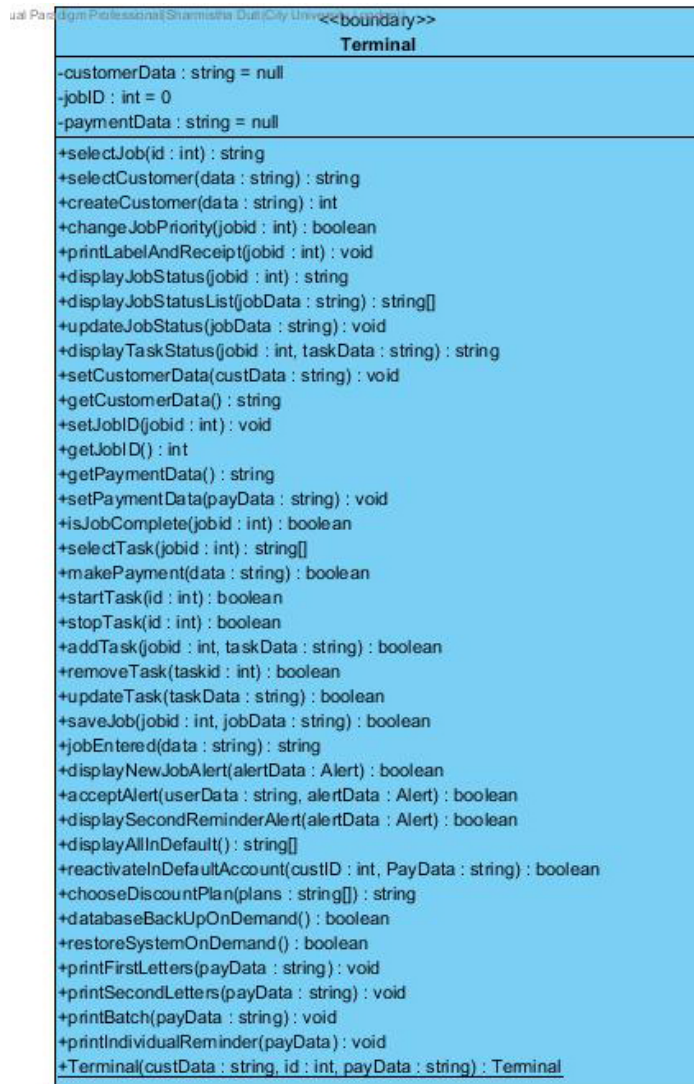 ual Paradigm Professional(Sharmistha Dutt(City University
<<boundary>>
Terminal
-customerData : string = null
-jobID : int = 0
-paymentData : string = null
+selectJob(id : int) : string
+selectCustomer(data : string) : string
+createCustomer(data : string) : int
+changeJobPriority(jobid : int) : boolean
+printLabelAndReceipt(jobid : int) : void
+displayJobStatus(jobid : int) : string
+displayJobStatusList(jobData : string) : string[]
+updateJobStatus(jobData : string) : void
+displayTaskStatus(jobid : int, taskData : string) : string
+setCustomerData(custData : string) : void
+getCustomerData() : string
+setJobID(jobid : int) : void
+getJobID() : int
+getPaymentData() : string
+setPaymentData(payData : string) : void
+isJobComplete(jobid : int) : boolean
+selectTask(jobid : int) : string[]
+makePayment(data : string) : boolean
+startTask(id : int) : boolean
+stopTask(id : int) : boolean
+addTask(jobid : int, taskData : string) : boolean
+removeTask(taskid : int) : boolean
+updateTask(taskData : string) : boolean
+saveJob(jobid : int, jobData : string) : boolean
+jobEntered(data : string) : string
+displayNewJobAlert(alertData : Alert) : boolean
+acceptAlert(userData : string, alertData : Alert) : boolean
+displaySecondReminderAlert(alertData : Alert) : boolean
+displayAllInDefault() : string[]
+reactivateInDefaultAccount(custID : int, PayData : string) : boolean
+chooseDiscountPlan(plans : string[]) : string
+databaseBackUpOnDemand() : boolean
+restoreSystemOnDemand() : boolean
+printFirstLetters(payData : string) : void
+printSecondLetters(payData : string) : void
+printBatch(payData : string) : void
+printIndividualReminder(payData) : void
+Terminal(custData : string, id : int, payData : string) : Terminal